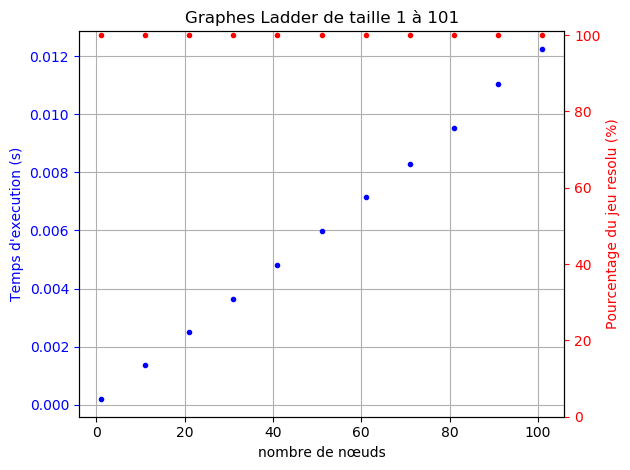 Graphes Ladder de taille 1 à 101
Temps d'execution (s)
0.012
0.010
0.008
0.006
0.004
0.002
0.000
100
80
60
40
20
0
Pourcentage du jeu resolu (%)
0 20 40 60 80 100
nombre de nœuds